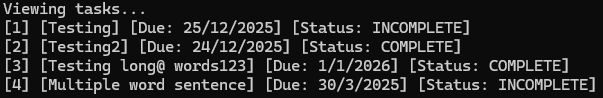 Viewing tasks...
[1] [Testing] [Due: 25/12/2025] [Status: INCOMPLETE]
[2] [Testing2] [Due: 24/12/2025] [Status: COMPLETE]
[3] [Testing long@ words123] [Due: 1/1/2026] [Status: COMPLETE]
[4] [Multiple word sentence] [Due: 30/3/2025] [Status: INCOMPLETE]